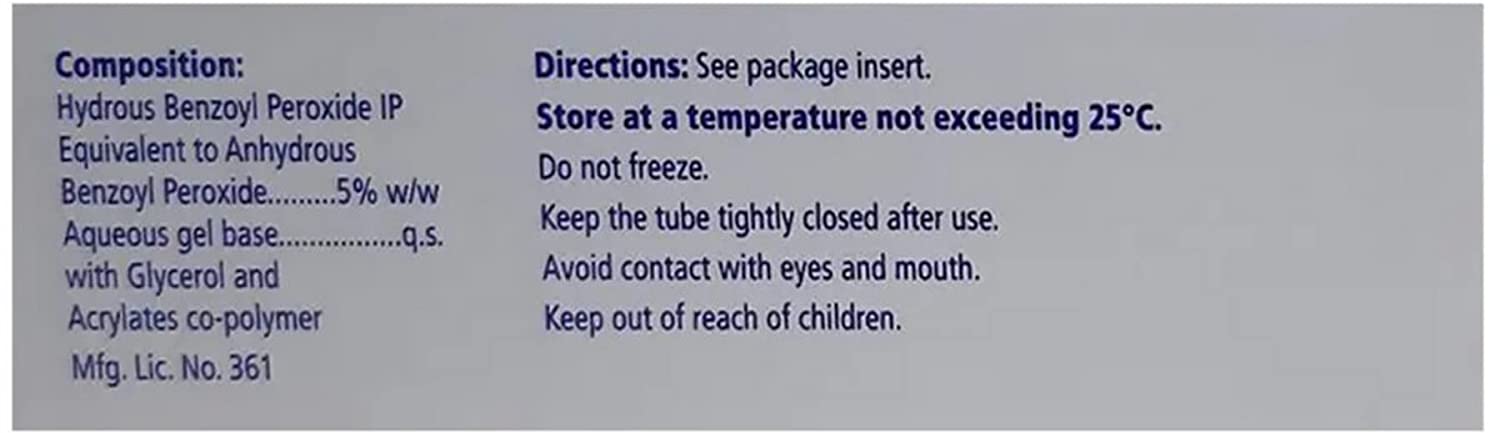 Composition:
Hydrous Benzoyl Peroxide IP
Equivalent to Anhydrous
Benzoyl Peroxide.........5% w/w
Aqueous gel base................q.s.
with Glycerol and
Acrylates co-polymer
Mfg. Lic. No. 361
Directions: See package insert.
Store at a temperature not exceeding 25°C.
Do not freeze.
Keep the tube tightly closed after use.
Avoid contact with eyes and mouth.
Keep out of reach of children.